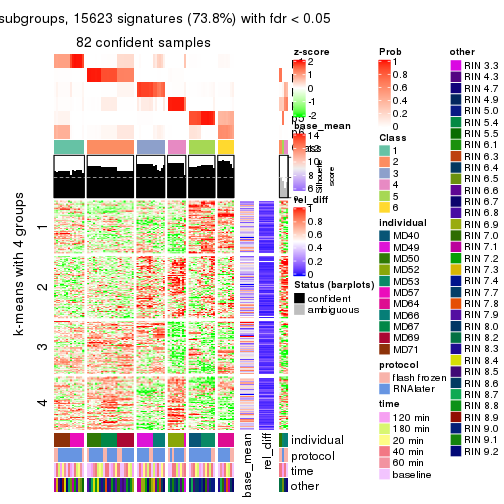 subgroups, 15623 signatures (73.8%) with fdr < 0.05
82 confident samples
k-means with 4 groups
1
2
3
4
base_mean
rel_diff
individual
protocol
time
other
z-score
2
1
0
-1
-2
base_mean
14
12
10
8
6
Silhouette
score
rel_diff
1
0.8
0.6
0.4
0.2
0
Status (barplots)
confident
ambiguous
Prob
1
0.8
0.6
0.4
0.2
0
Class
1
2
3
4
5
6
individual
MD40
MD49
MD50
MD52
MD53
MD57
MD64
MD66
MD67
MD69
MD71
protocol
flash frozen
RNAlater
time
120 min
180 min
20 min
40 min
60 min
baseline
other
RIN 3.3
RIN 4.3
RIN 4.7
RIN 4.9
RIN 5.0
RIN 5.4
RIN 5.5
RIN 6.1
RIN 6.3
RIN 6.4
RIN 6.5
RIN 6.6
RIN 6.7
RIN 6.8
RIN 6.9
RIN 7.0
RIN 7.1
RIN 7.2
RIN 7.3
RIN 7.4
RIN 7.7
RIN 7.8
RIN 7.9
RIN 8.0
RIN 8.2
RIN 8.3
RIN 8.4
RIN 8.5
RIN 8.6
RIN 8.7
RIN 8.8
RIN 8.9
RIN 9.0
RIN 9.1
RIN 9.2